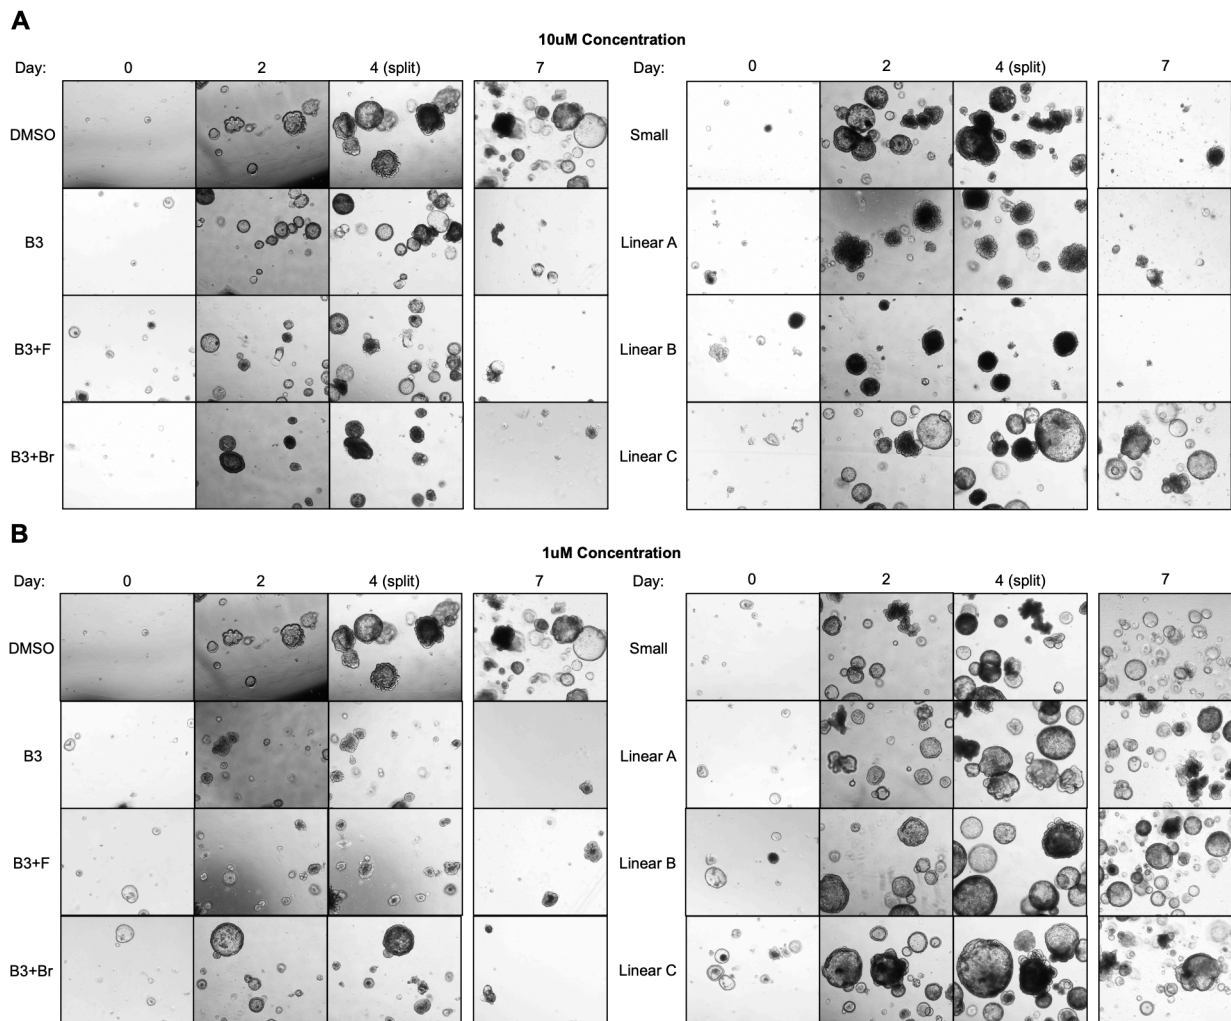 A
10uM Concentration
Day: 0 2 4 (split) 7 0 2 4 (split) 7
DMSO Small
B3 Linear A
B3+F Linear B
B3+Br Linear C
B
1uM Concentration
Day: 0 2 4 (split) 7 0 2 4 (split) 7
DMSO Small
B3 Linear A
B3+F Linear B
B3+Br Linear C